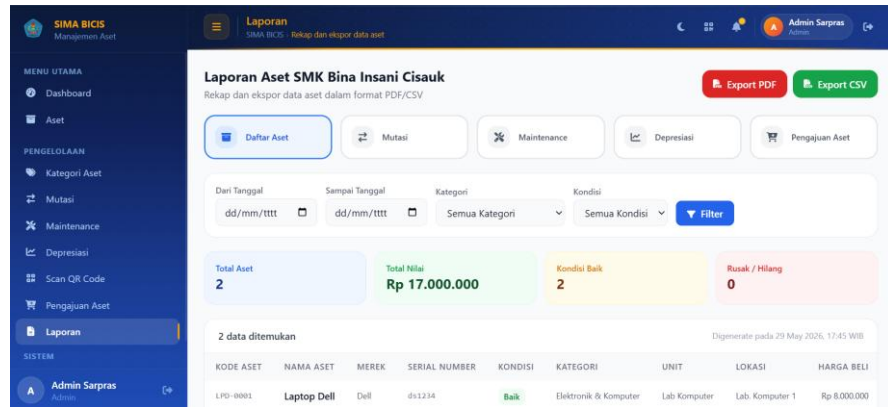 SIMA BICIS
Manajemen Aset
Laporan
SIMA BICIS - Rekap dan ekspor data aset
A
Admin Sarpras
Admin
MENU UTAMA
Dashboard
Aset
PENGELOLAAN
Kategori Aset
Mutasi
Maintenance
Depresiasi
Scan QR Code
Pengajuan Aset
Laporan
SISTEM
A
Admin Sarpras
Admin
Laporan Aset SMK Bina Insani Cisauk
Rekap dan ekspor data aset dalam format PDF/CSV
Export PDF
Export CSV
Daftar Aset
Mutasi
Maintenance
Depresiasi
Pengajuan Aset
Dari Tanggal
Sampai Tanggal
Kategori
Kondisi
dd/mm/tttt
dd/mm/tttt
Semua Kategori
Semua Kondisi
Filter
Total Aset
2
Total Nilai
Rp 17.000.000
Kondisi Baik
2
Rusak / Hilang
0
2 data ditemukan
Digenerate pada 29 May 2026, 17:45 WIB
KODE ASET NAMA ASET MEREK SERIAL NUMBER KONDISI KATEGORI UNIT LOKASI HARGA BELI
LPD-0001 Laptop Dell Dell ds1234 Baik Elektronik & Komputer Lab Komputer Lab. Komputer 1 Rp 8.000.000